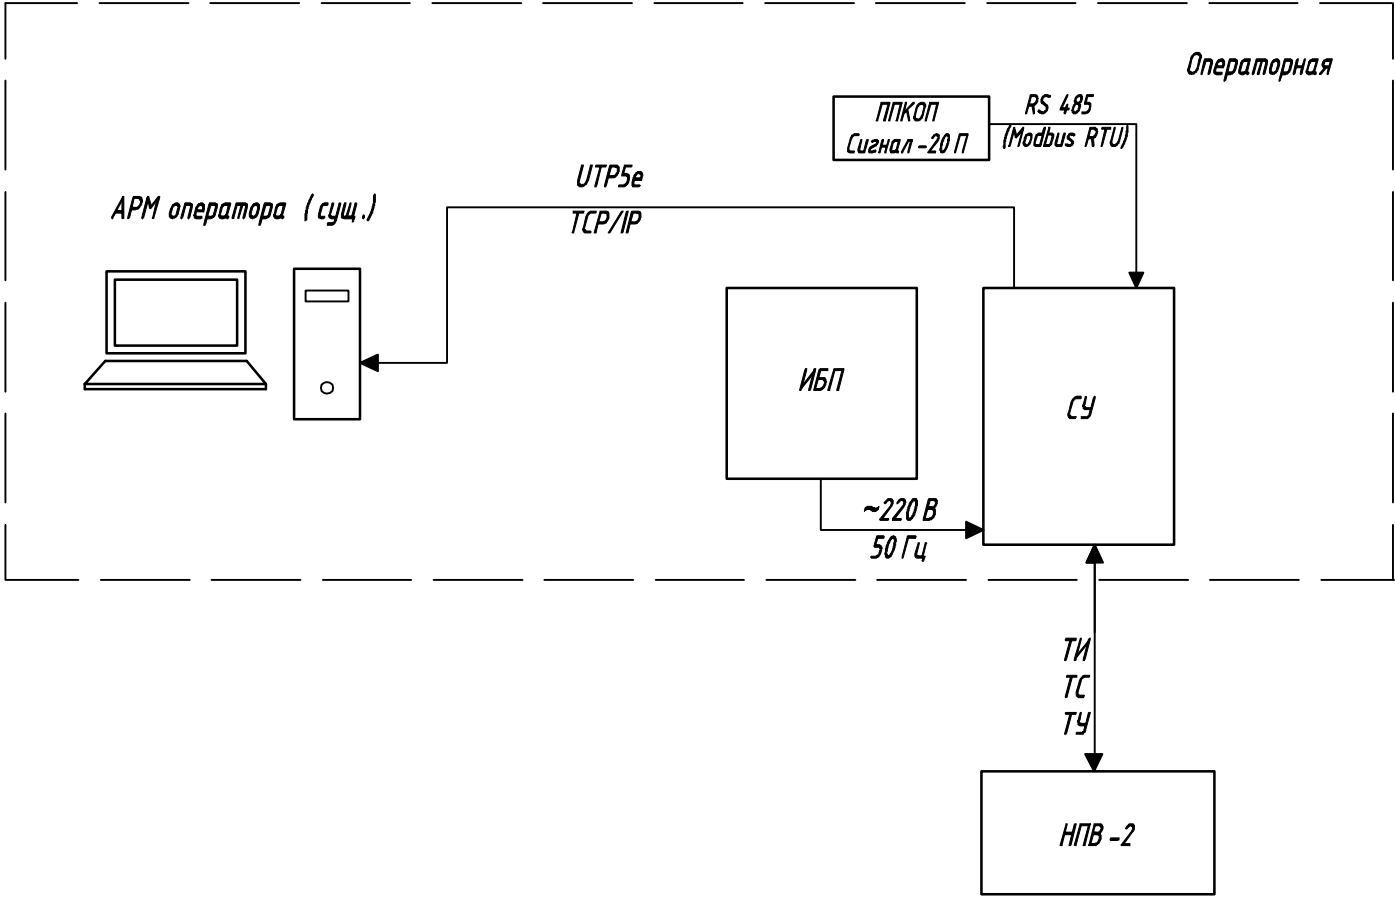 Операторная
ППКОП
Сигнал -20 П
RS 485
(Modbus RTU)
UTP5e
TCP/IP
АРМ оператора (сущ.)
ИБП
СУ
~220 В
50 Гц
ТИ
ТС
ТУ
НПВ -2